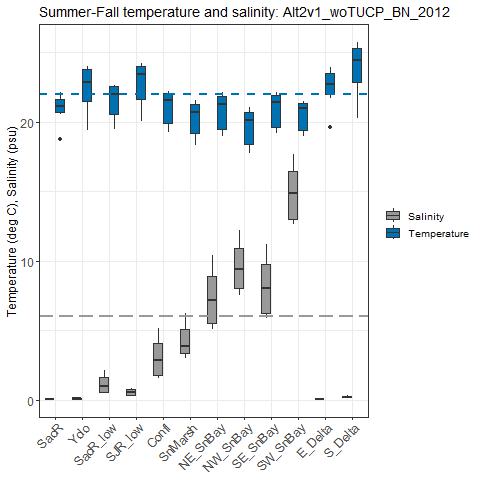 Summer-Fall temperature and salinity: Alt2v1_woTUCP_BN_2012
Temperature (deg C), Salinity (psu)
20
10
0
SacR
Ydo
SacR_low
SJR_low
Confl
SnMarsh
NE_SnBay
NW_SnBay
SE_SnBay
SW_SnBay
E_Delta
S_Delta
Salinity
Temperature